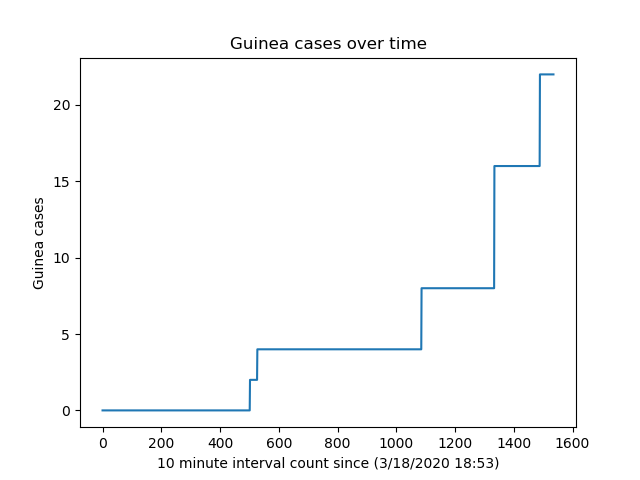 Guinea cases over time
Guinea cases
20
15
10
5
0
0 200 400 600 800 1000 1200 1400 1600
10 minute interval count since (3/18/2020 18:53)